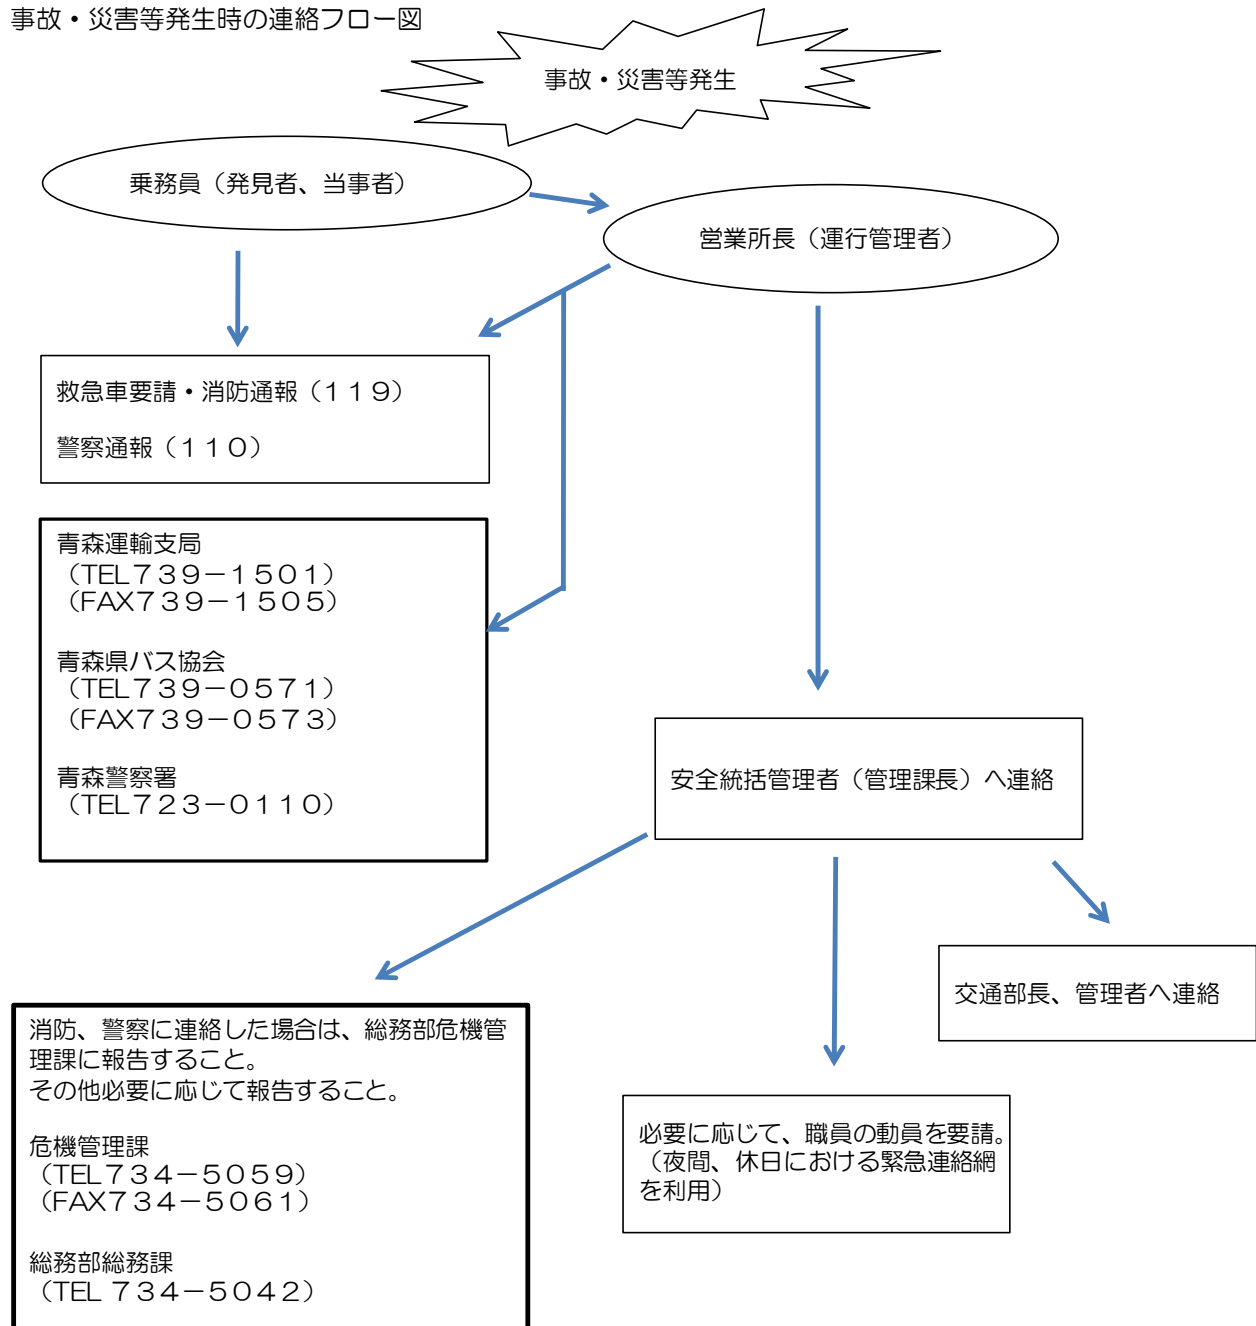 事故・災害等発生時の連絡フロー図
事故・災害等発生
乗務員（発見者、当事者）
営業所長（運行管理者）
救急車要請・消防通報（１１９）
警察通報（１１０）
青森運輸支局
（TEL７３９－１５０１）
（FAX７３９－１５０５）
青森県バス協会
（TEL７３９－０５７１）
（FAX７３９－０５７３）
青森警察署
（TEL７２３－０１１０）
安全統括管理者（管理課長）へ連絡
交通部長、管理者へ連絡
消防、警察に連絡した場合は、総務部危機管
理課に報告すること。
その他必要に応じて報告すること。
危機管理課
（TEL７３４－５０５９）
（FAX７３４－５０６１）
総務部総務課
（TEL ７３４－５０４２）
必要に応じて、職員の動員を要請。
（夜間、休日における緊急連絡網
を利用）